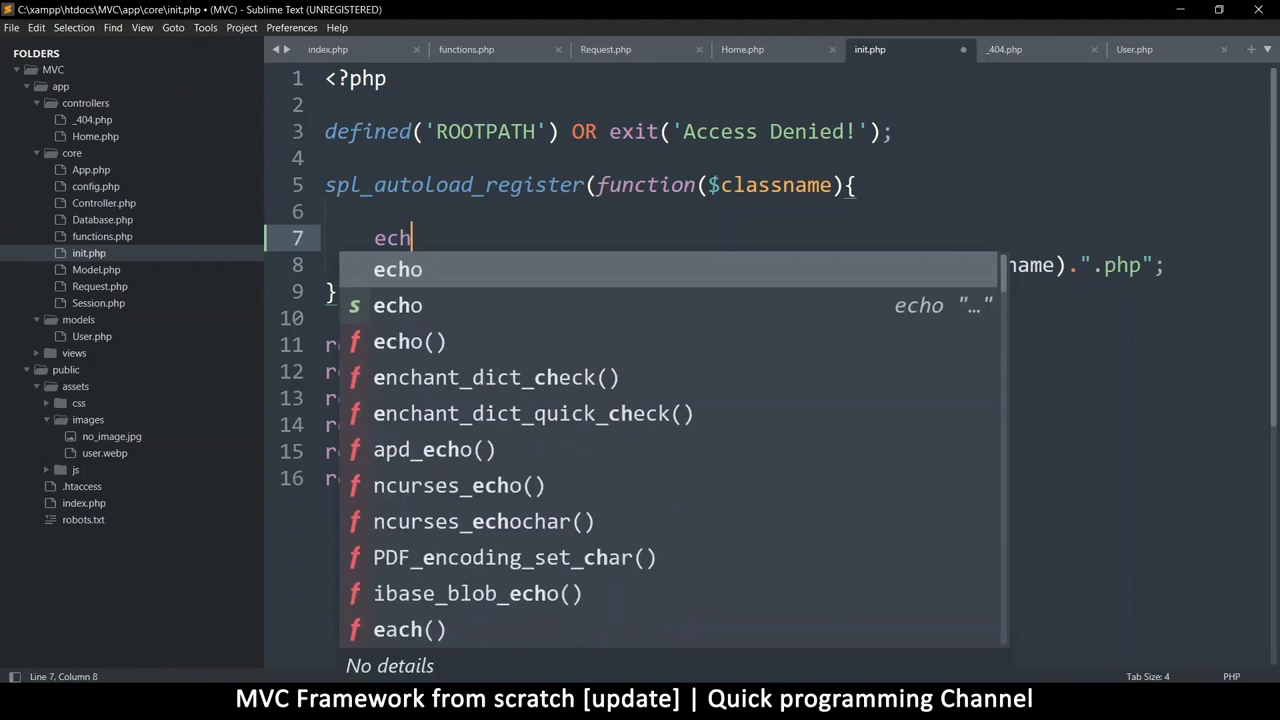 C:\xampp\htdocs\MVC\app\core\init.php • (MVC) - Sublime Text (UNREGISTERED)
File Edit Selection Find View Goto Tools Project Preferences Help
FOLDERS
MVC
app
controllers
_404.php
Home.php
core
App.php
config.php
Controller.php
Database.php
functions.php
init.php
Model.php
Request.php
Session.php
models
User.php
views
public
assets
css
images
no_image.jpg
user.webp
js
.htaccess
index.php
robots.txt
index.php functions.php Request.php Home.php init.php _404.php User.php
1 <?php
2
3 defined('ROOTPATH') OR exit('Access Denied!');
4
5 spl_autoload_register(function($classname){
6
7 ech
8 name).".php";
9 }
10
11 r
12 r
13 r
14 r
15 r
16 r
echo
s echo echo "…"
f echo()
f enchant_dict_check()
f enchant_dict_quick_check()
f apd_echo()
f ncurses_echo()
f ncurses_echochar()
f PDF_encoding_set_char()
f ibase_blob_echo()
f each()
No details
Line 7, Column 8 Tab Size: 4 PHP
MVC Framework from scratch [update] | Quick programming Channel